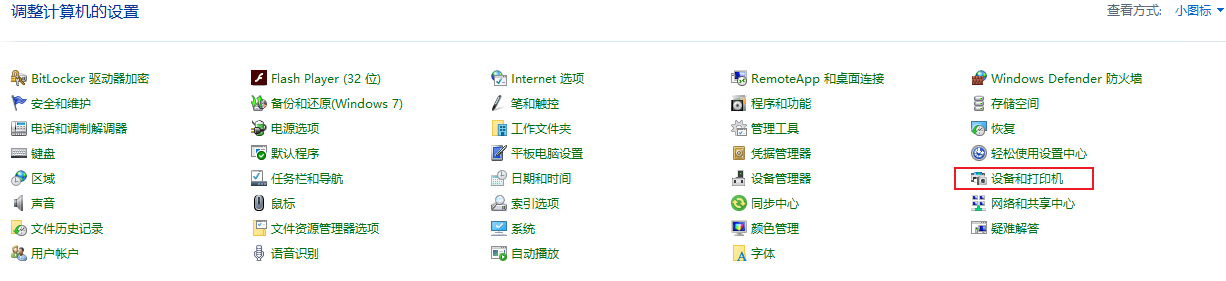 调整计算机的设置
查看方式: 小图标
BitLocker 驱动器加密 Flash Player (32 位) Internet 选项 RemoteApp 和桌面连接 Windows Defender 防火墙
安全和维护 备份和还原(Windows 7) 笔和触控 程序和功能 存储空间
电话和调制解调器 电源选项 工作文件夹 管理工具 恢复
键盘 默认程序 平板电脑设置 凭据管理器 轻松使用设置中心
区域 任务栏和导航 日期和时间 设备管理器 设备和打印机
声音 鼠标 索引选项 同步中心 网络和共享中心
文件历史记录 文件资源管理器选项 系统 颜色管理 疑难解答
用户帐户 语音识别 自动播放 字体